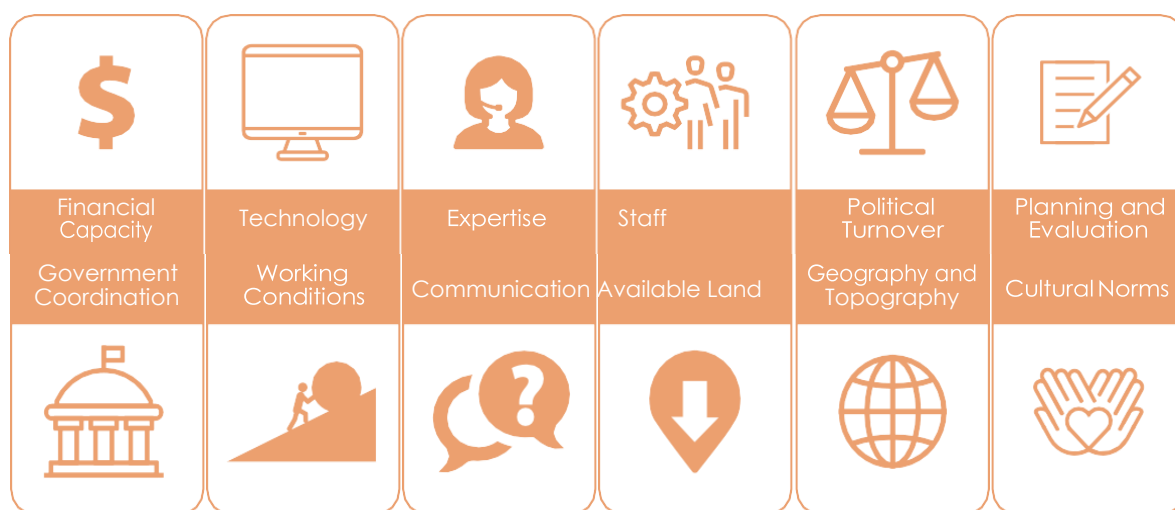 $
Financial
Capacity
Technology
Expertise
Staff
Political
Turnover
Planning and
Evaluation
Government
Coordination
Working
Conditions
Communication
Available Land
Geography and
Topography
Cultural Norms
?